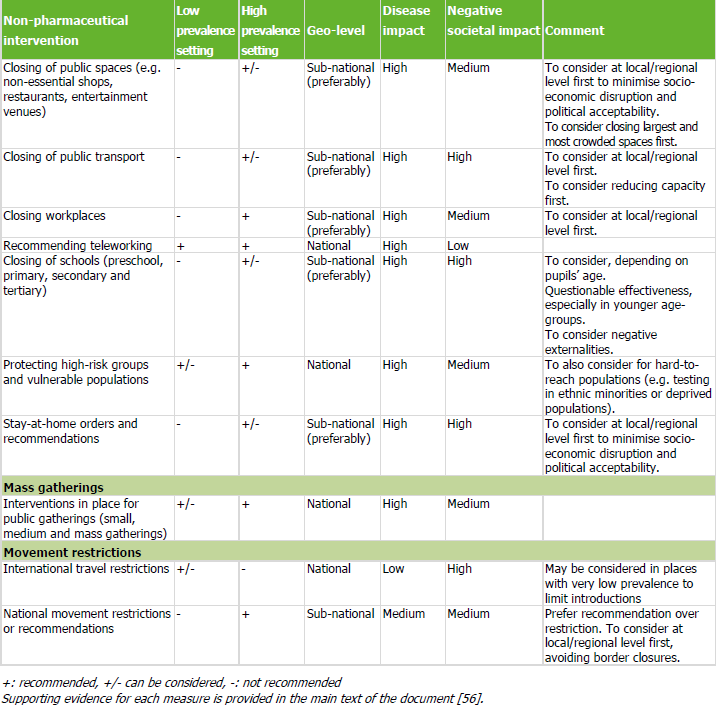 Non-pharmaceutical intervention | Low prevalence setting | High prevalence setting | Geo-level | Disease impact | Negative societal impact | Comment
Closing of public spaces (e.g. non-essential shops, restaurants, entertainment venues) | - | +/- | Sub-national (preferably) | High | Medium | To consider at local/regional level first to minimise socio-economic disruption and political acceptability. To consider closing largest and most crowded spaces first.
Closing of public transport | - | +/- | Sub-national (preferably) | High | High | To consider at local/regional level first. To consider reducing capacity first.
Closing workplaces | - | + | Sub-national (preferably) | High | Medium | To consider at local/regional level first.
Recommending teleworking | + | + | National | High | Low
Closing of schools (preschool, primary, secondary and tertiary) | - | +/- | Sub-national (preferably) | High | High | To consider, depending on pupils' age. Questionable effectiveness, especially in younger age-groups. To consider negative externalities.
Protecting high-risk groups and vulnerable populations | +/- | + | National | High | Medium | To also consider for hard-to-reach populations (e.g. testing in ethnic minorities or deprived populations).
Stay-at-home orders and recommendations | - | +/- | Sub-national (preferably) | High | High | To consider at local/regional level first to minimise socio-economic disruption and political acceptability.
Mass gatherings
Interventions in place for public gatherings (small, medium and mass gatherings) | +/- | + | National | High | Medium
Movement restrictions
International travel restrictions | +/- | - | National | Low | High | May be considered in places with very low prevalence to limit introductions
National movement restrictions or recommendations | - | + | Sub-national | Medium | Medium | Prefer recommendation over restriction. To consider at local/regional level first, avoiding border closures.
+: recommended, +/- can be considered, -: not recommended
Supporting evidence for each measure is provided in the main text of the document [56].